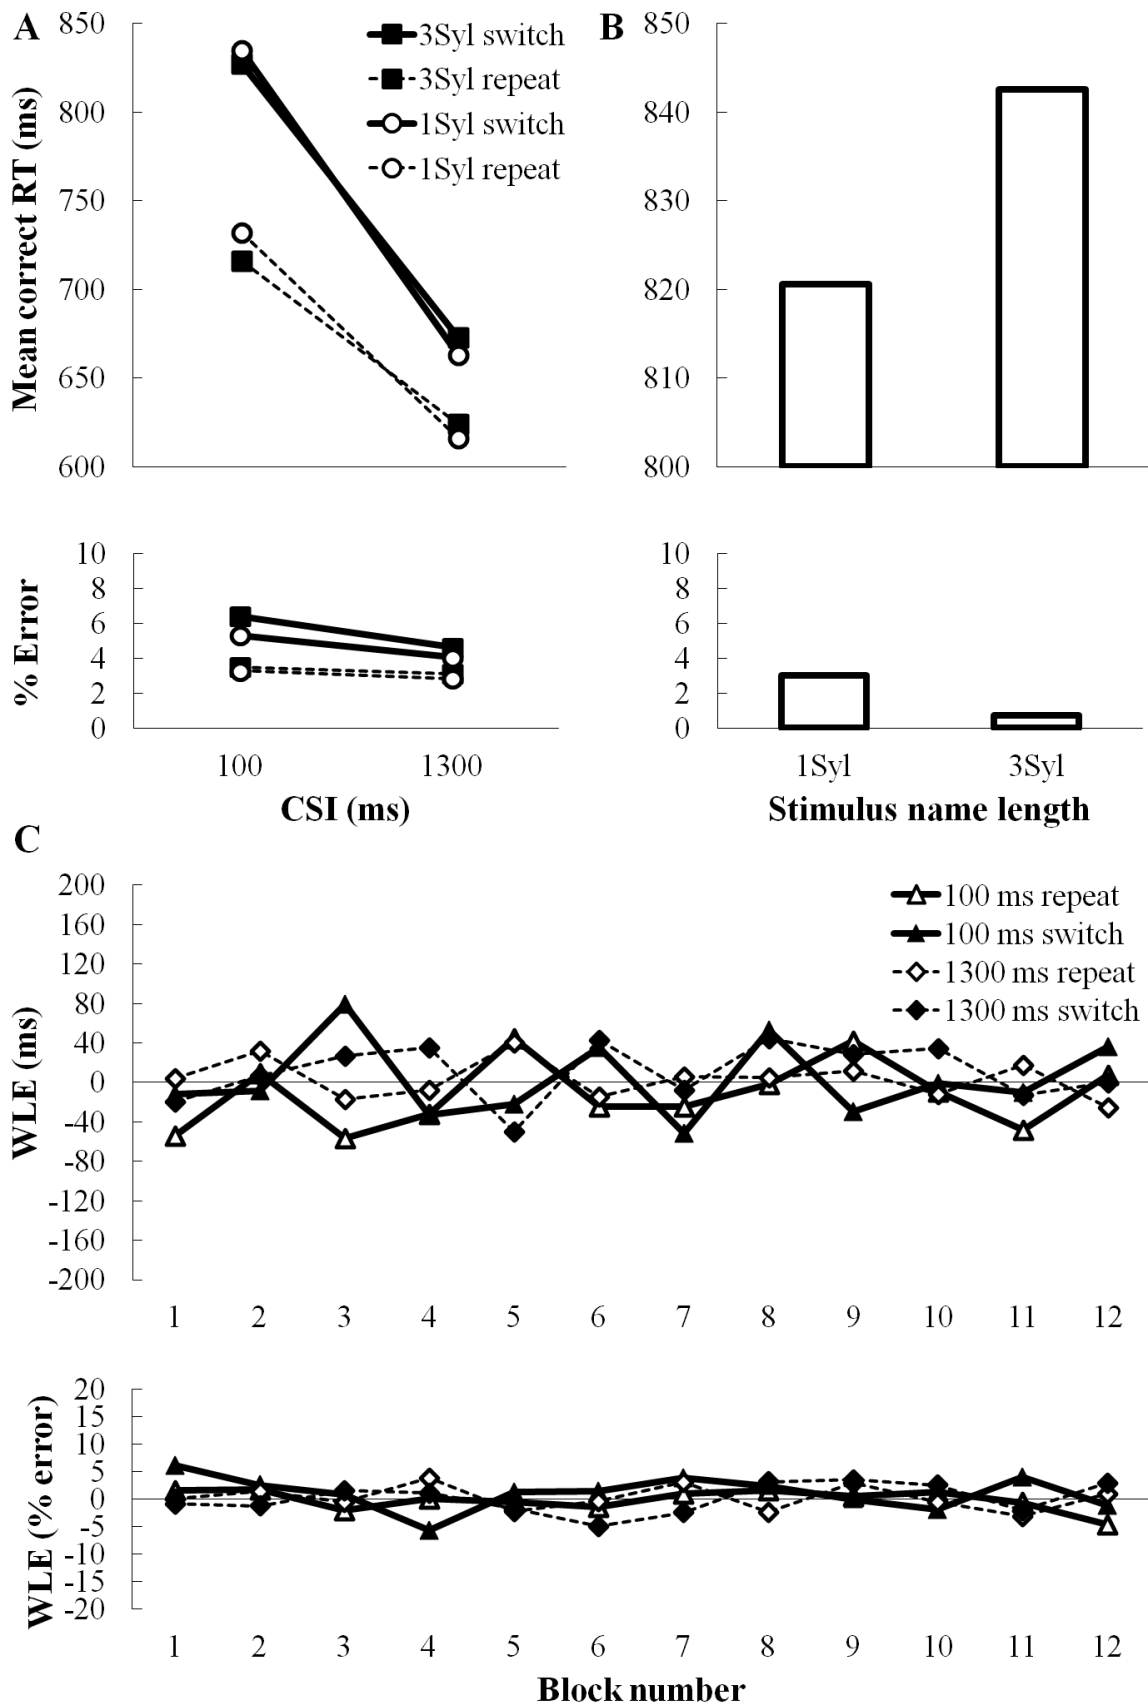 A
Mean correct RT (ms)
850
800
750
700
650
600
3Syl switch
3Syl repeat
1Syl switch
1Syl repeat
% Error
10
8
6
4
2
0
100 1300
CSI (ms)
B
850
840
830
820
810
800
10
8
6
4
2
0
1Syl 3Syl
Stimulus name length
C
WLE (ms)
200
160
120
80
40
0
-40
-80
-120
-160
-200
100 ms repeat
100 ms switch
1300 ms repeat
1300 ms switch
1 2 3 4 5 6 7 8 9 10 11 12
WLE (% error)
20
15
10
5
0
-5
-10
-15
-20
1 2 3 4 5 6 7 8 9 10 11 12
Block number